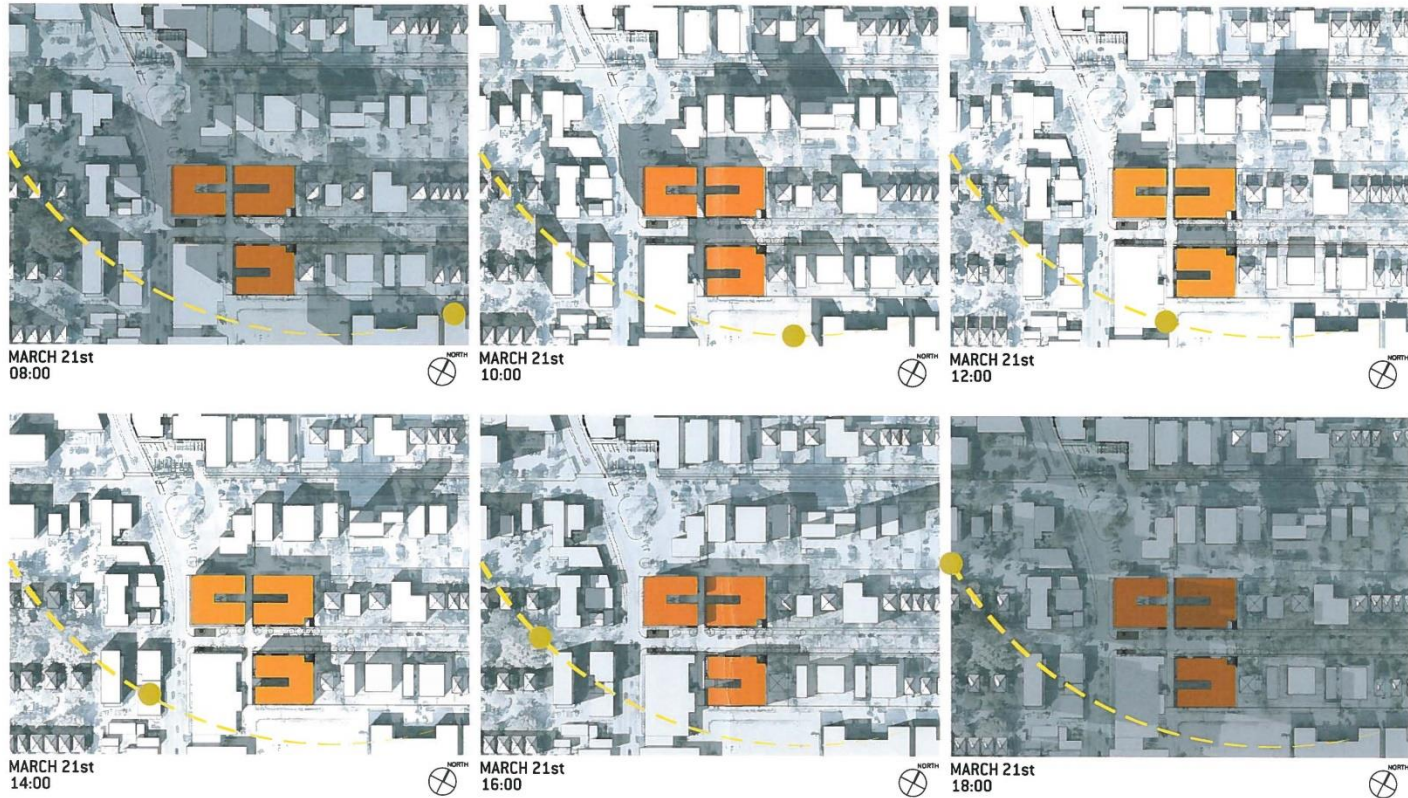 MARCH 21st
08:00
NORTH
MARCH 21st
10:00
NORTH
MARCH 21st
12:00
NORTH
MARCH 21st
14:00
NORTH
MARCH 21st
16:00
NORTH
MARCH 21st
18:00
NORTH